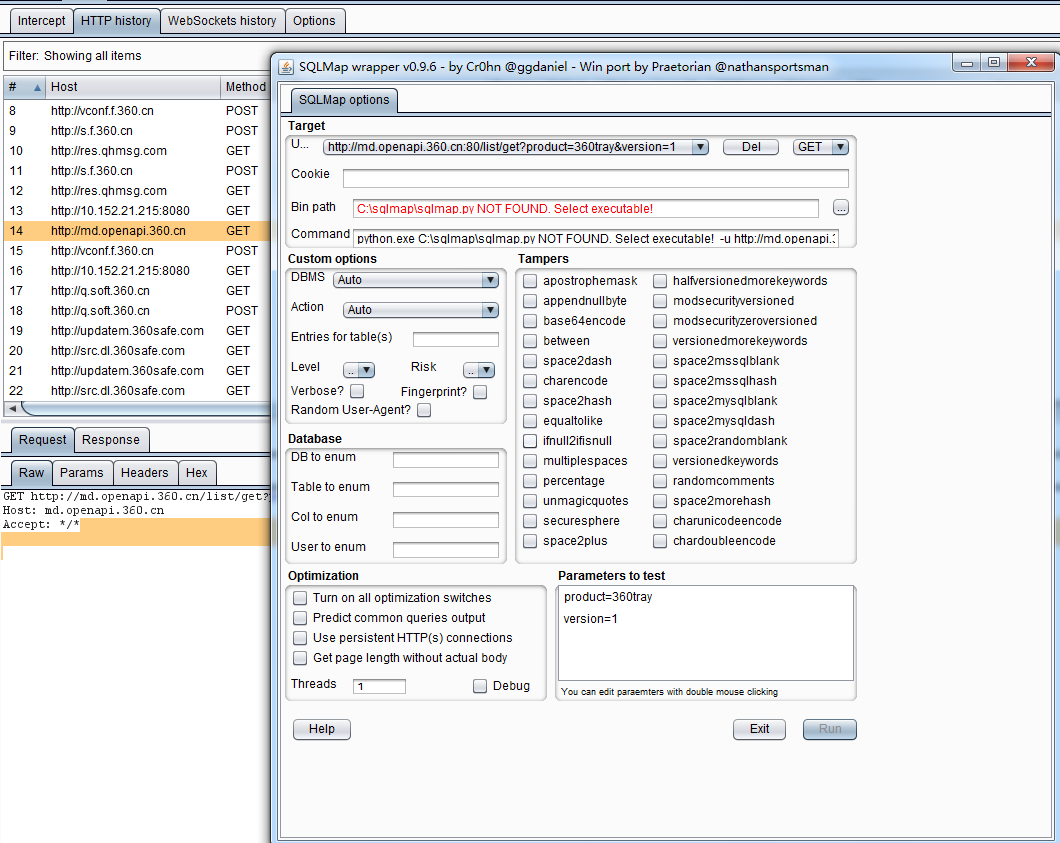 Intercept HTTP history WebSockets history Options
Filter: Showing all items
# Host Method
8 http://vconf.f.360.cn POST
9 http://s.f.360.cn POST
10 http://res.qhmsg.com GET
11 http://s.f.360.cn POST
12 http://res.qhmsg.com GET
13 http://10.152.21.215:8080 GET
14 http://md.openapi.360.cn GET
15 http://vconf.f.360.cn POST
16 http://10.152.21.215:8080 GET
17 http://q.soft.360.cn GET
18 http://q.soft.360.cn POST
19 http://updatem.360safe.com GET
20 http://src.dl.360safe.com GET
21 http://updatem.360safe.com GET
22 http://src.dl.360safe.com GET
Request Response
Raw Params Headers Hex
GET http://md.openapi.360.cn/list/get?
Host: md.openapi.360.cn
Accept: */*
SQLMap wrapper v0.9.6 - by Cr0hn @ggdaniel - Win port by Praetorian @nathansportsman
SQLMap options
Target
U... http://md.openapi.360.cn:80/list/get?product=360tray&version=1 Del GET
Cookie
Bin path C:\sqlmap\sqlmap.py NOT FOUND. Select executable! ...
Command python.exe C:\sqlmap\sqlmap.py NOT FOUND. Select executable! -u http://md.openapi.3
Custom options
DBMS Auto
Action Auto
Entries for table(s)
Level .. Risk ..
Verbose? Fingerprint?
Random User-Agent?
Database
DB to enum
Table to enum
Col to enum
User to enum
Tampers
apostrophemask halfversionedmorekeywords
appendnullbyte modsecurityversioned
base64encode modsecurityzeroversioned
between versionedmorekeywords
space2dash space2mssqlblank
charencode space2mssqlhash
space2hash space2mysqlblank
equaltolike space2mysqldash
ifnull2ifisnull space2randomblank
multiplespaces versionedkeywords
percentage randomcomments
unmagicquotes space2morehash
securesphere charunicodeencode
space2plus chardoubleencode
Optimization
Turn on all optimization switches
Predict common queries output
Use persistent HTTP(s) connections
Get page length without actual body
Threads 1 Debug
Parameters to test
product=360tray
version=1
You can edit paraemters with double mouse clicking
Help Exit Run